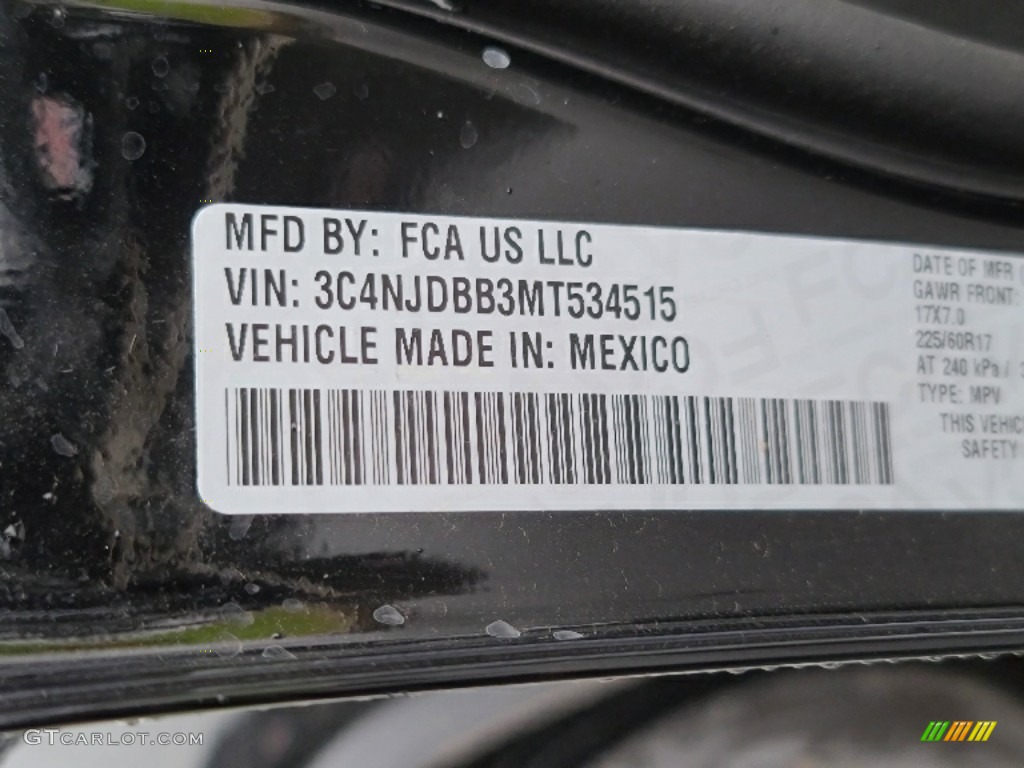 MFD BY: FCA US LLC
VIN: 3C4NJDBB3MT534515
VEHICLE MADE IN: MEXICO
DATE OF MFR
GAWR FRONT:
17X7.0
225/60R17
AT 240 kPa /
TYPE: MPV
THIS
SAFETY
GTCARLOT.COM